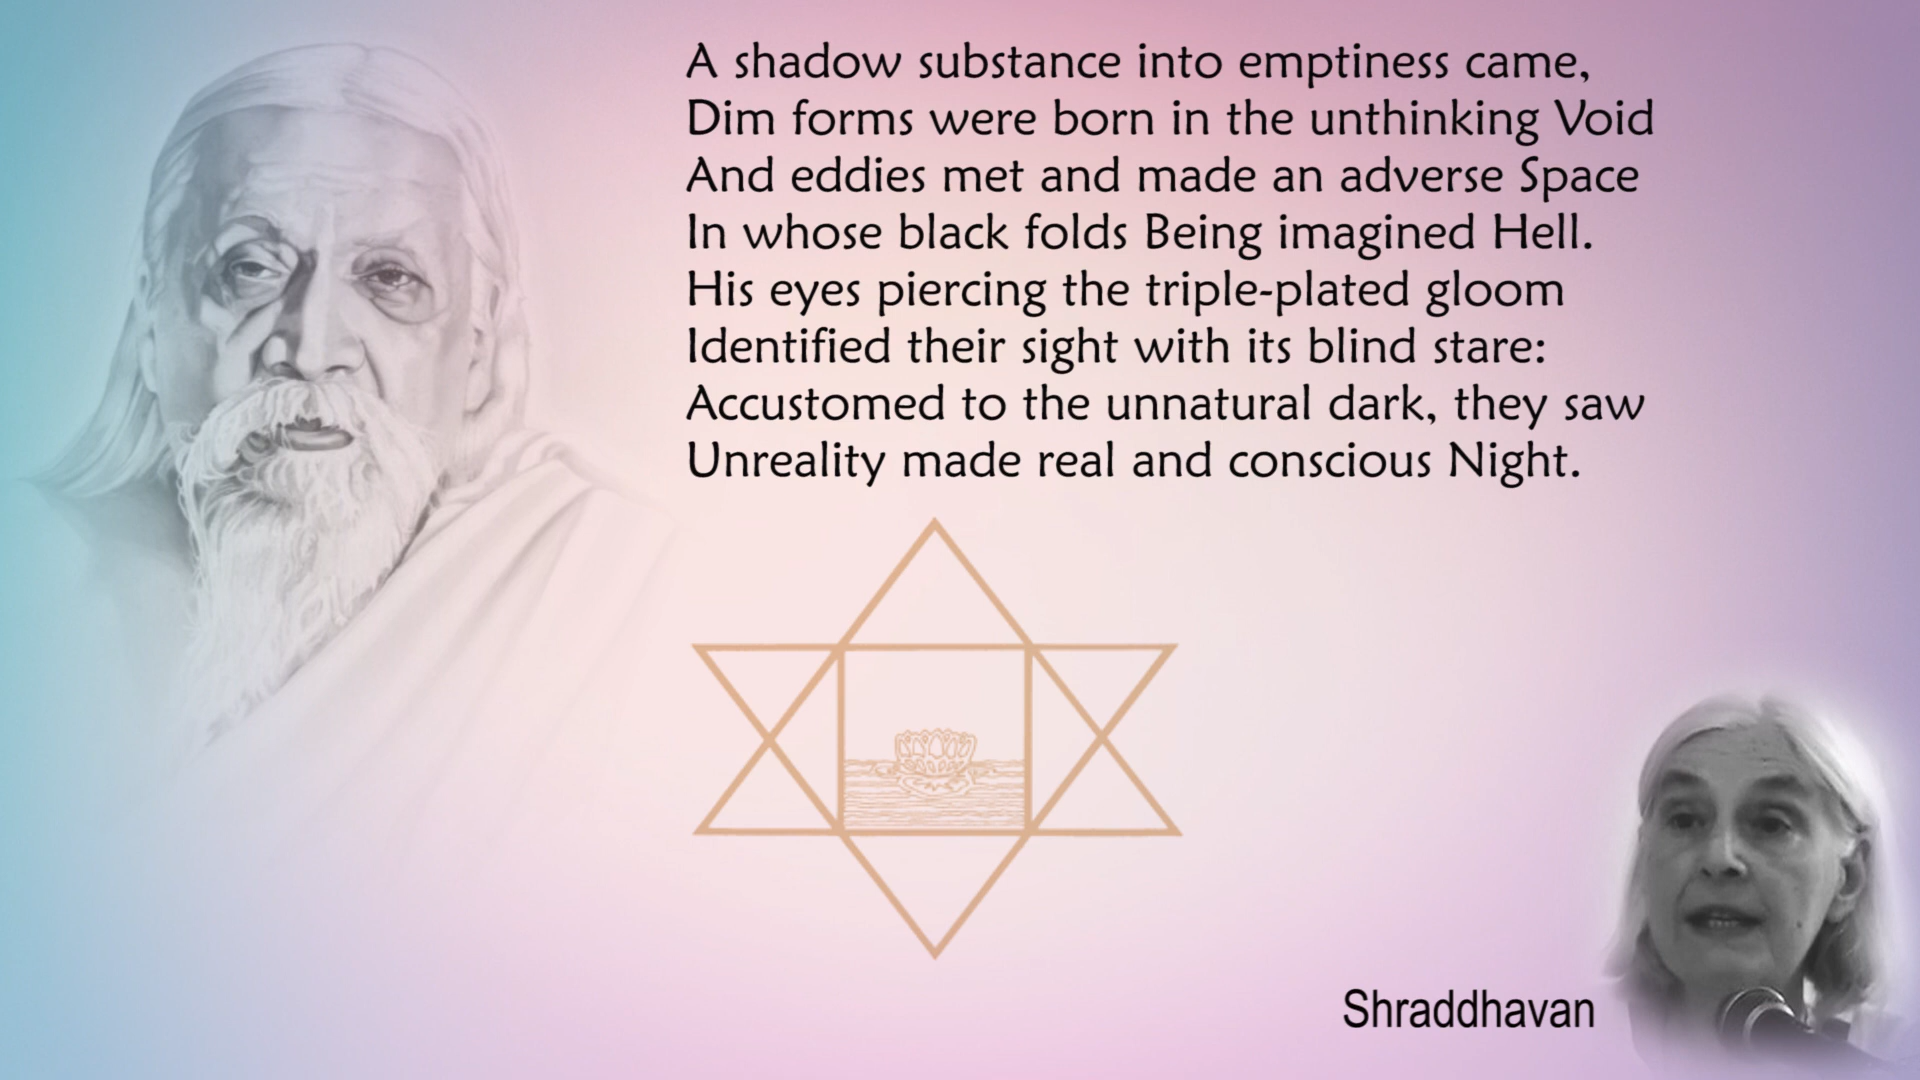 A shadow substance into emptiness came,
Dim forms were born in the unthinking Void
And eddies met and made an adverse Space
In whose black folds Being imagined Hell.
His eyes piercing the triple-plated gloom
Identified their sight with its blind stare:
Accustomed to the unnatural dark, they saw
Unreality made real and conscious Night.
Shraddhavan